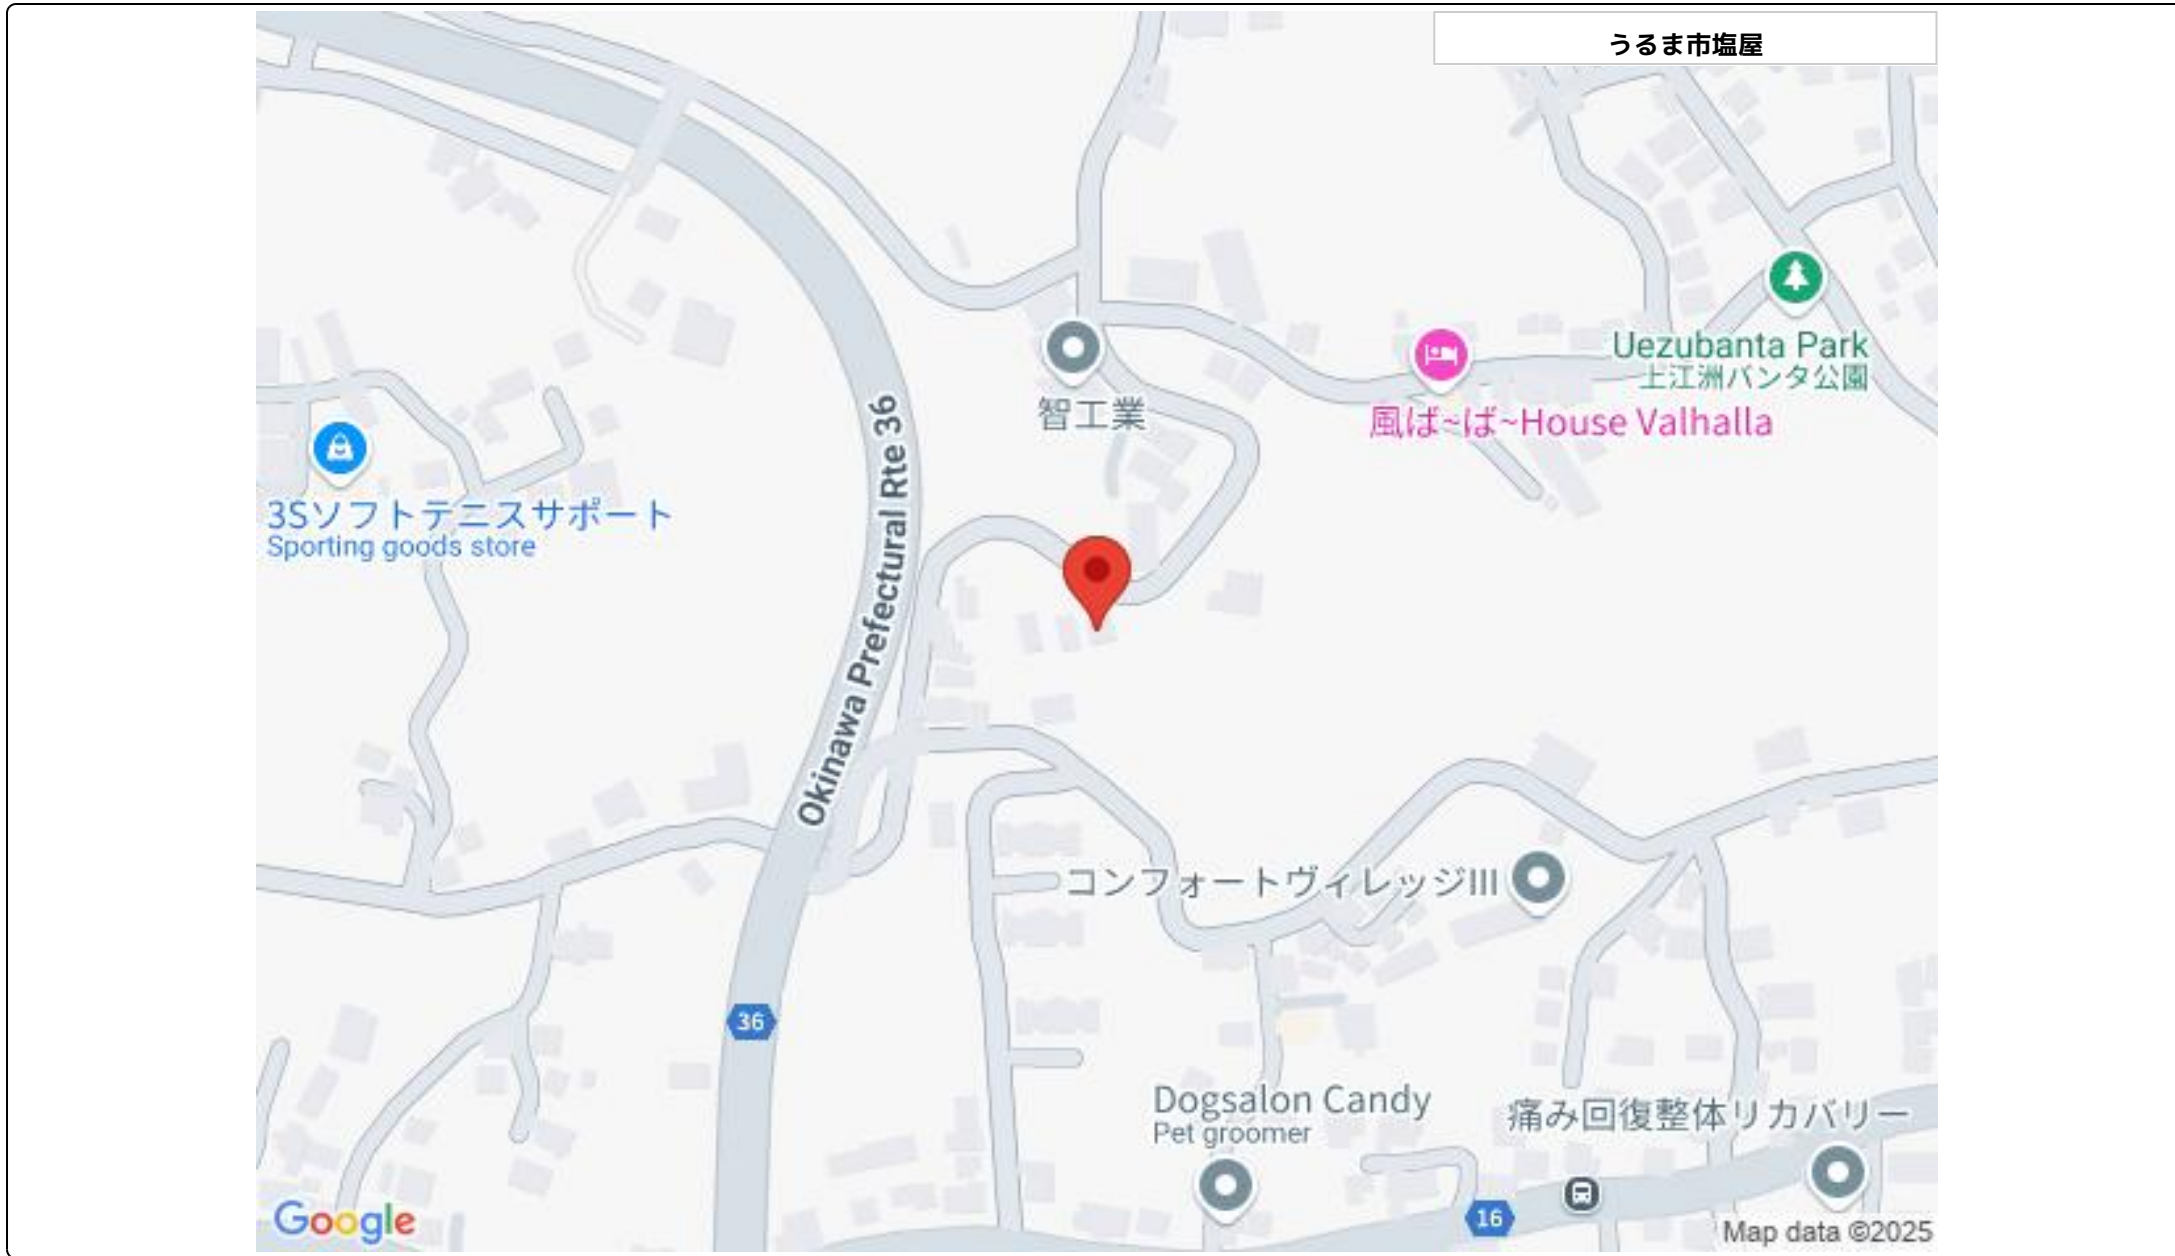 うるま市塩屋
Uezubanta Park
上江洲バンタ公園
智工業
風ば~ば~House Valhalla
Okinawa Prefectural Rte 36
3Sソフトテニスサポート
Sporting goods store
コンフォートヴィレッジIII
36
Dogsalon Candy
Pet groomer
痛み回復整体リカバリー
16
Google
Map data ©2025